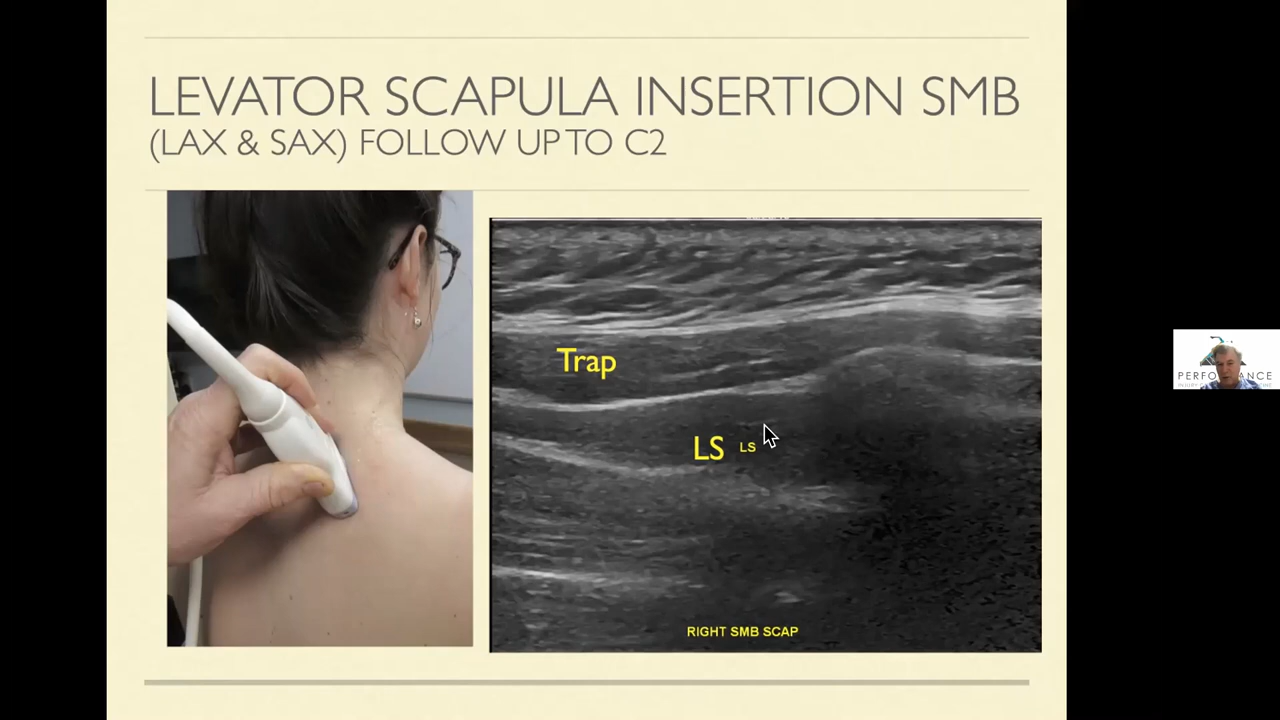 LEVATOR SCAPULA INSERTION SMB
(LAX & SAX) FOLLOW UP TO C2
Trap
LS LS
RIGHT SMB SCAP